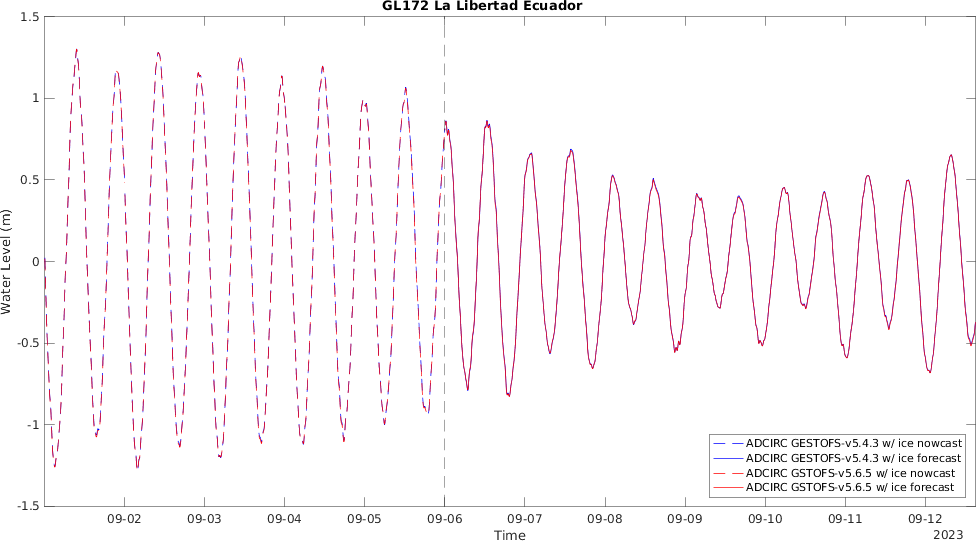 GL172 La Libertad Ecuador
1.5
1
0.5
0
-0.5
-1
-1.5
Water Level (m)
09-02 09-03 09-04 09-05 09-06 09-07 09-08 09-09 09-10 09-11 09-12
Time
2023
ADCIRC GESTOFS-v5.4.3 w/ ice nowcast
ADCIRC GESTOFS-v5.4.3 w/ ice forecast
ADCIRC GSTOFS-v5.6.5 w/ ice nowcast
ADCIRC GSTOFS-v5.6.5 w/ ice forecast